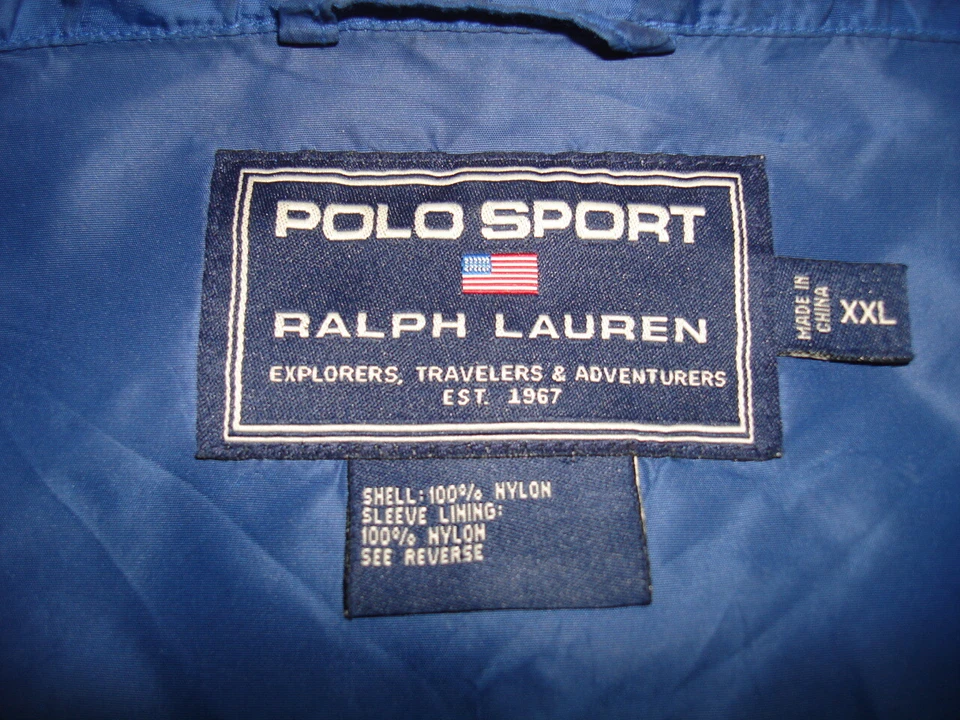 POLO SPORT
RALPH LAUREN
EXPLORERS, TRAVELERS & ADVENTURERS
EST. 1967
MADE IN
CHINA
XXL
SHELL: 100% NYLON
SLEEVE LINING:
100% NYLON
SEE REVERSE